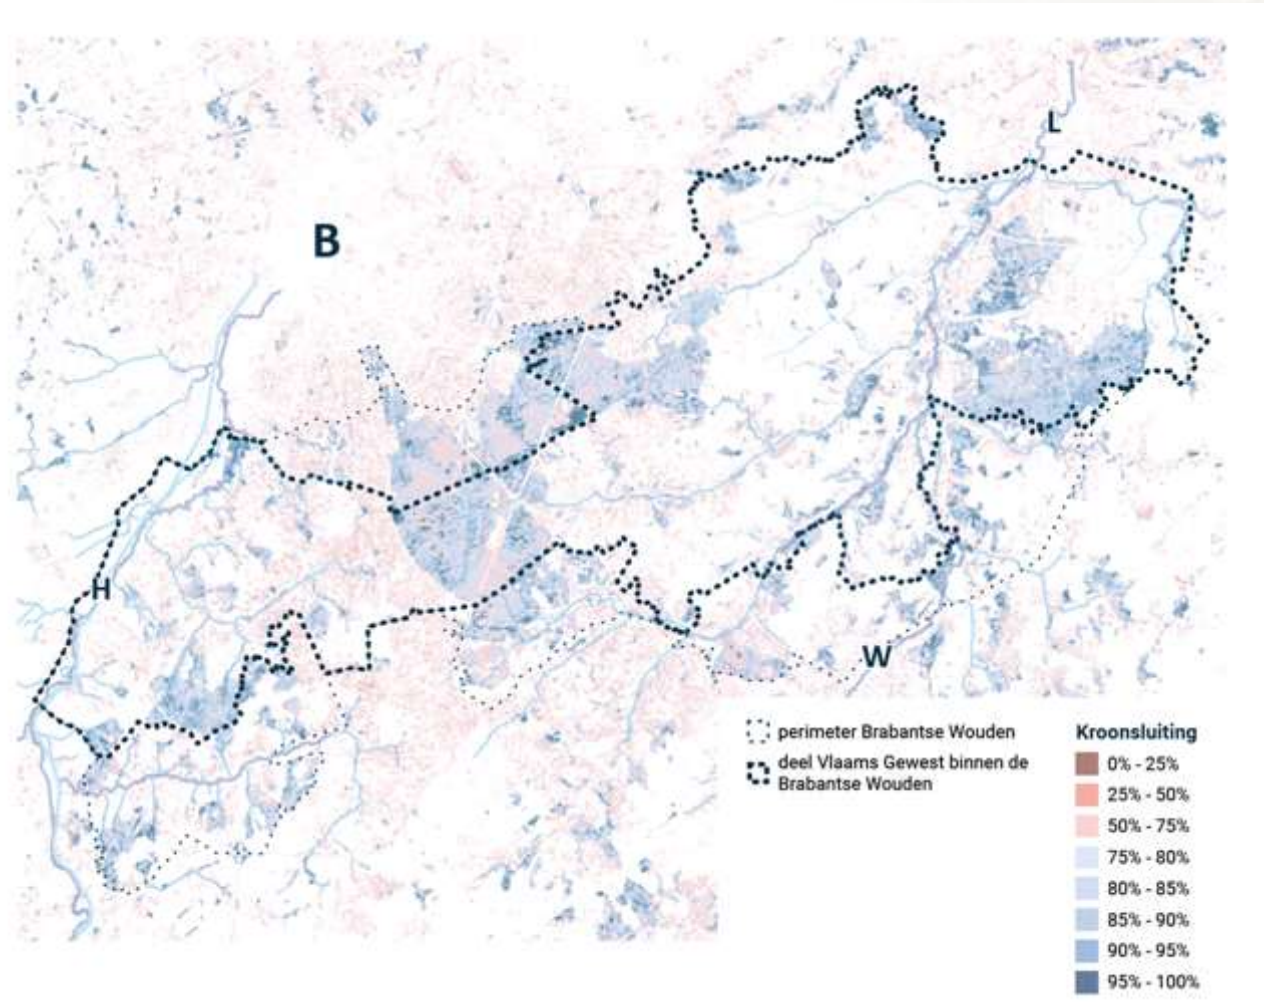 L
B
H
W
perimeter Brabantse Wouden
deel Vlaams Gewest binnen de
Brabantse Wouden
Kroonsluiting
0% - 25%
25% - 50%
50% - 75%
75% - 80%
80% - 85%
85% - 90%
90% - 95%
95% - 100%